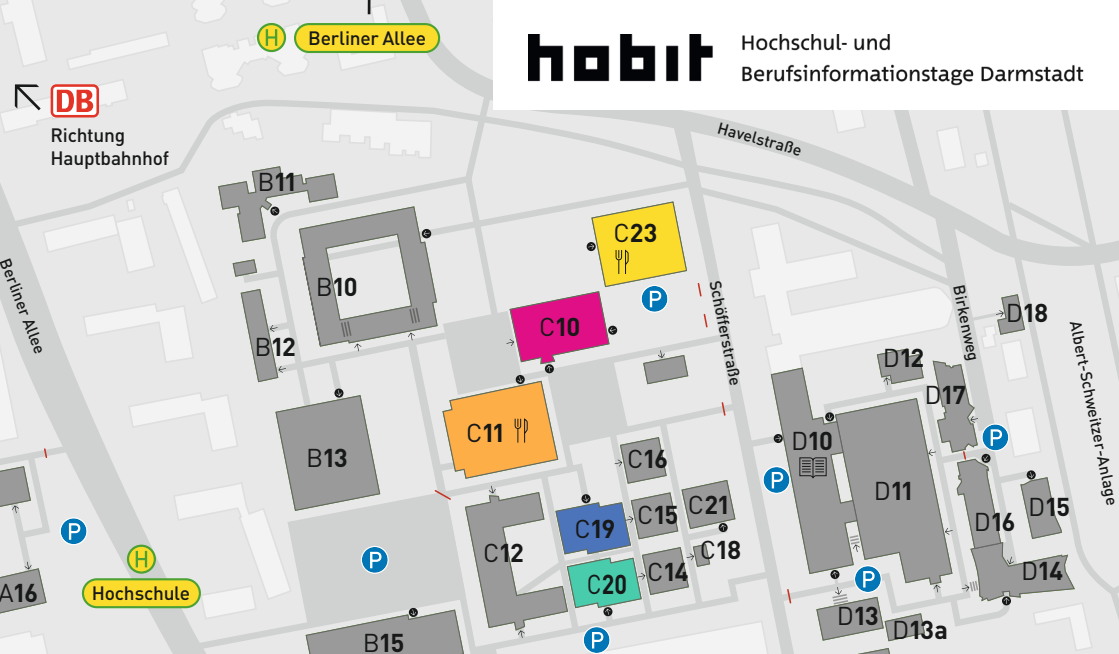 H Berliner Allee
hobit
Hochschul- und
Berufsinformationstage Darmstadt
DB
Richtung
Hauptbahnhof
Havelstraße
B11
C23
B10
P
Berliner Allee
Schöfferstraße
Birkenweg
D18
C10
B12
Albert-Schweitzer-Anlage
D12
D17
C11
B13
C16
D10
P
P
D11
C21
C15
C19
D15
D16
P
P
H
C12
C18
C14
C20
P
D14
Hochschule
A16
D13
D13a
B15
P